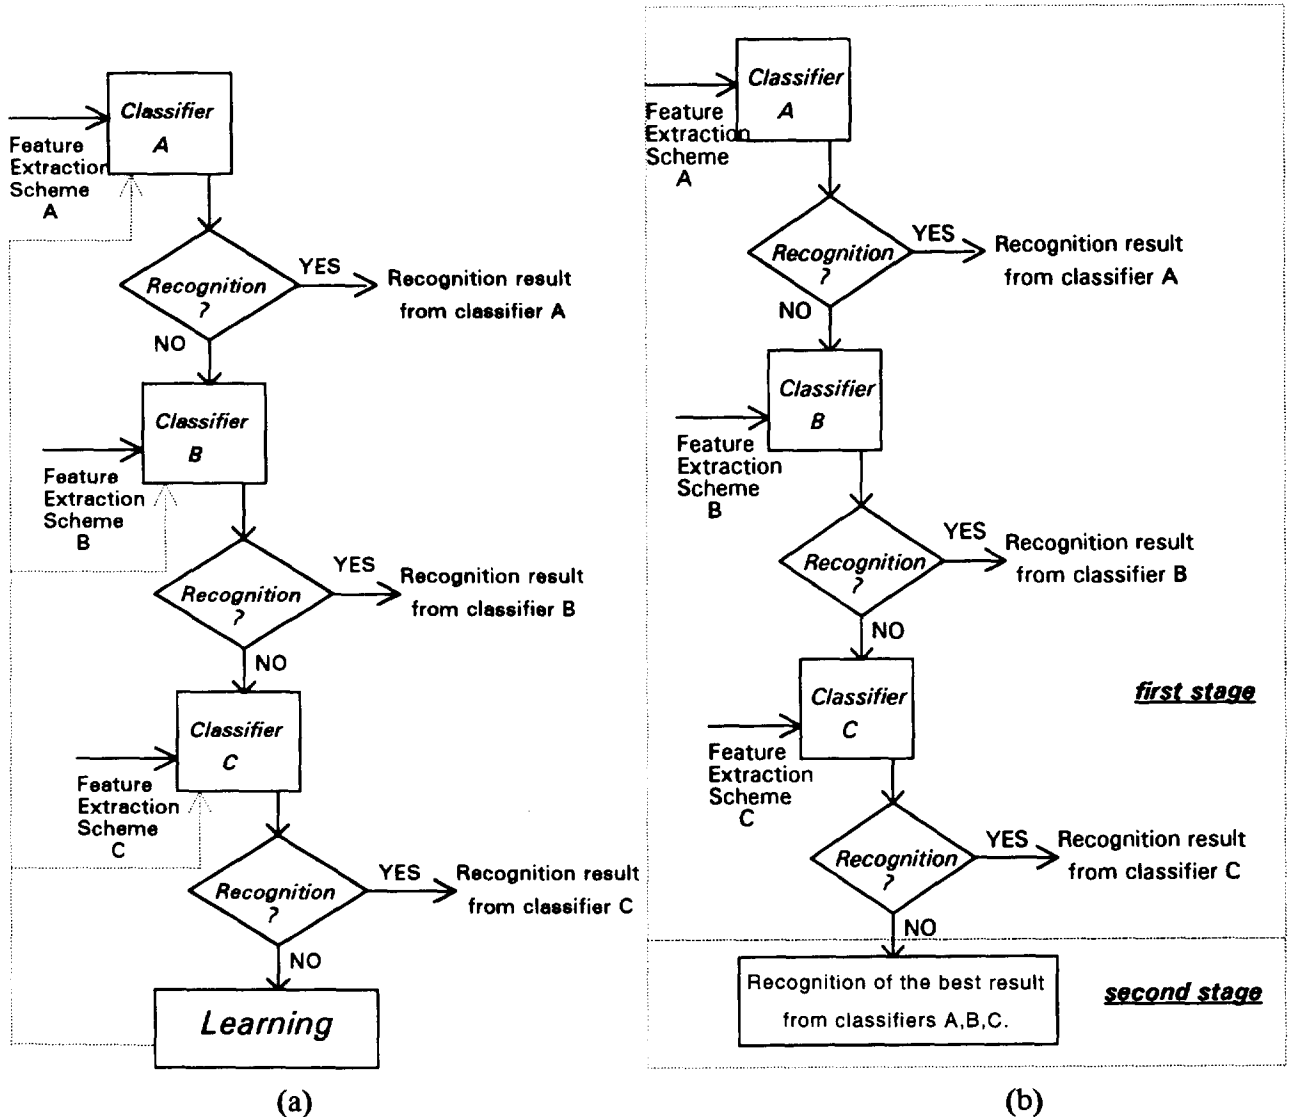 Classifier
A
Feature
Extraction
Scheme
A
Recognition
?
YES
Recognition result
from classifier A
NO
Classifier
B
Feature
Extraction
Scheme
B
Recognition
?
YES
Recognition result
from classifier B
NO
Classifier
C
Feature
Extraction
Scheme
C
Recognition
?
YES
Recognition result
from classifier C
NO
Learning
(a)
Classifier
A
Feature
Extraction
Scheme
A
Recognition
?
YES
Recognition result
from classifier A
NO
Classifier
B
Feature
Extraction
Scheme
B
Recognition
?
YES
Recognition result
from classifier B
NO
Classifier
C
first stage
Feature
Extraction
Scheme
C
Recognition
?
YES
Recognition result
from classifier C
NO
Recognition of the best result
from classifiers A,B,C.
second stage
(b)